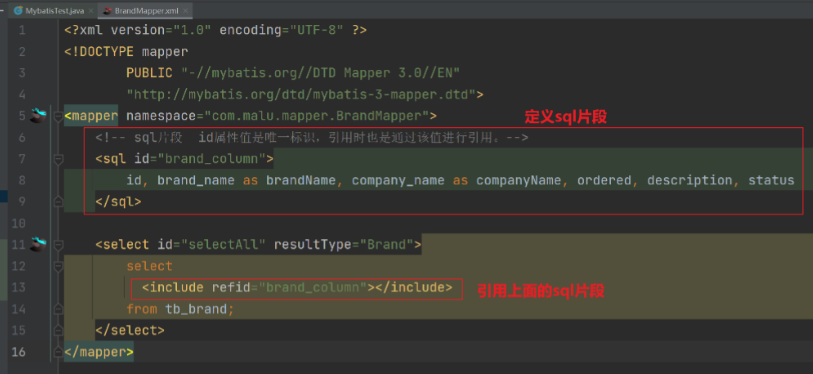 MybatisTest.java BrandMapper.xml
1 <?xml version="1.0" encoding="UTF-8" ?>
2 <!DOCTYPE mapper
3 PUBLIC "-//mybatis.org//DTD Mapper 3.0//EN"
4 "http://mybatis.org/dtd/mybatis-3-mapper.dtd">
5 <mapper namespace="com.malu.mapper.BrandMapper"> 定义sql片段
6 <!-- sql片段 id属性值是唯一标识，引用时也是通过该值进行引用。-->
7 <sql id="brand_column">
8 id, brand_name as brandName, company_name as companyName, ordered, description, status
9 </sql>
10
11 <select id="selectAll" resultType="Brand">
12 select
13 <include refid="brand_column"></include> 引用上面的sql片段
14 from tb_brand;
15 </select>
16 </mapper>